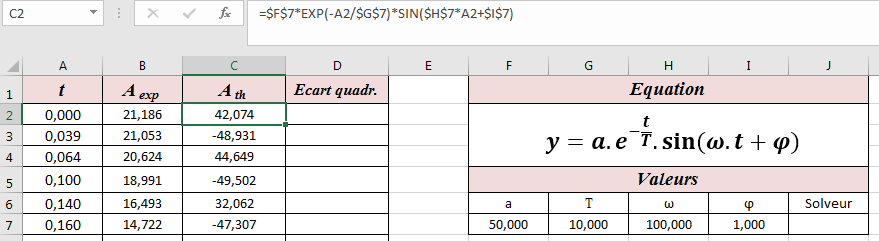 C2 fx =$F$7*EXP(-A2/$G$7)*SIN($H$7*A2+$I$7)
A B C D E F G H I J
1 t A exp A th Ecart quadr. Equation
2 0,000 21,186 42,074
3 0,039 21,053 -48,931
y = a.e^-t/T.sin(ω.t + φ)
4 0,064 20,624 44,649
5 0,100 18,991 -49,502 Valeurs
6 0,140 16,493 32,062 a T ω φ Solveur
7 0,160 14,722 -47,307 50,000 10,000 100,000 1,000